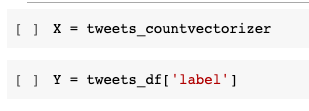 [ ] X = tweets_countvectorizer
[ ] Y = tweets_df['label']